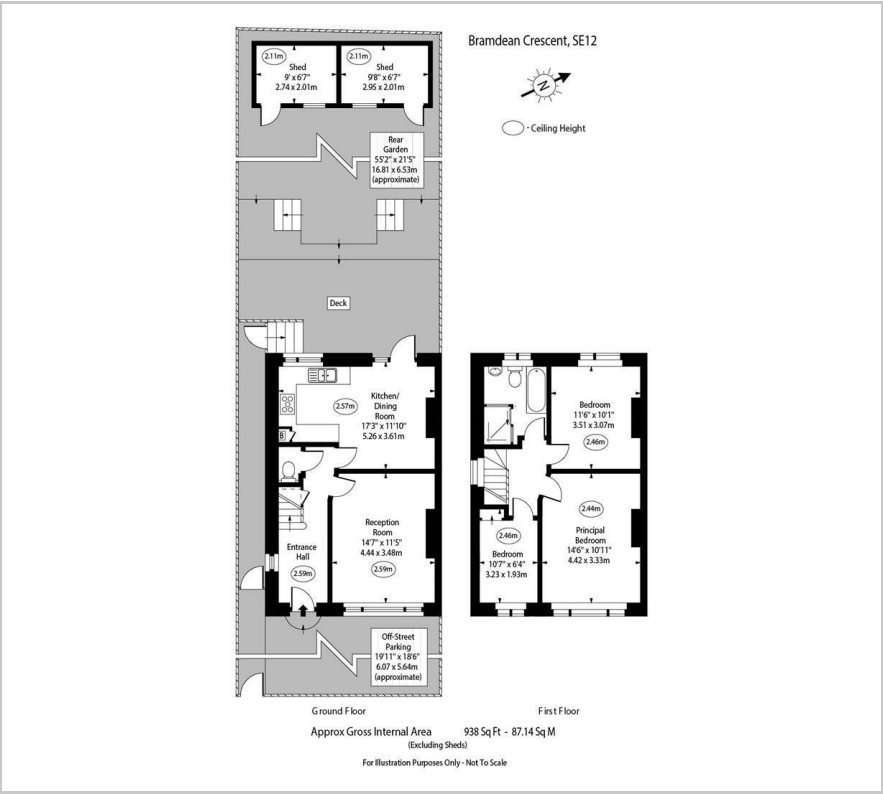 Bramdean Crescent, SE12
N
- Ceiling Height
2.11m
Shed
9' x 6'7"
2.74 x 2.01m
2.11m
Shed
9'8" x 6'7"
2.95 x 2.01m
Rear
Garden
55'2" x 21'5"
16.81 x 6.53m
(approximate)
Deck
2.57m
Kitchen/
Dining
Room
17'3" x 11'10"
5.26 x 3.61m
B
Reception
Room
14'7" x 11'5"
4.44 x 3.48m
2.59m
Entrance
Hall
2.59m
Off-Street
Parking
19'11" x 18'6"
6.07 x 5.64m
(approximate)
Bedroom
11'6" x 10'1"
3.51 x 3.07m
2.46m
2.44m
Principal
Bedroom
14'6" x 10'11"
4.42 x 3.33m
2.46m
Bedroom
10'7" x 6'4"
3.23 x 1.93m
Ground Floor
First Floor
Approx Gross Internal Area 938 Sq Ft - 87.14 Sq M
(Excluding Sheds)
For Illustration Purposes Only - Not To Scale